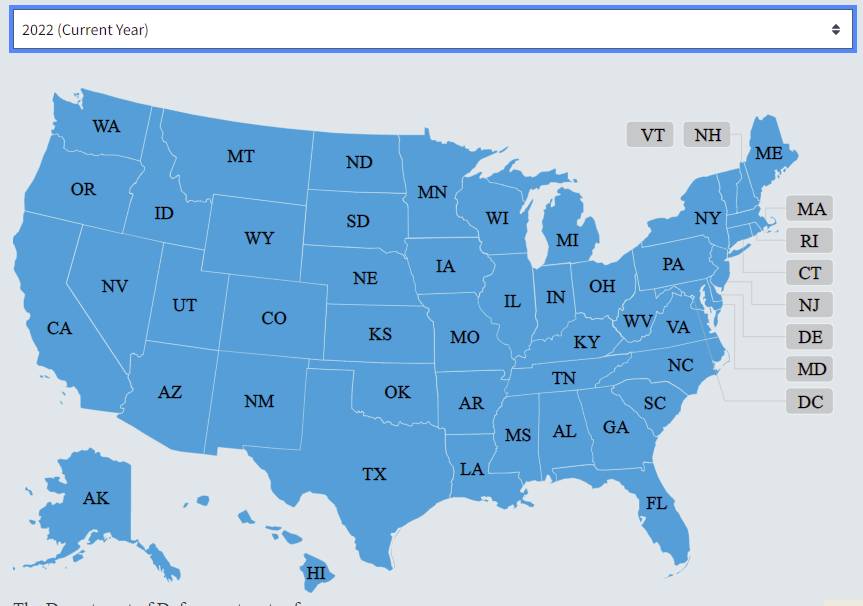 2022 (Current Year)
WA
MT
ND
MN
VT
NH
ME
OR
ID
SD
WI
NY
MA
WY
MI
RI
NV
UT
NE
IA
PA
CT
CO
IL
IN
OH
NJ
CA
KS
MO
KY
WV
VA
DE
AZ
NM
OK
AR
TN
NC
MD
SC
DC
TX
LA
MS
AL
GA
AK
FL
HI